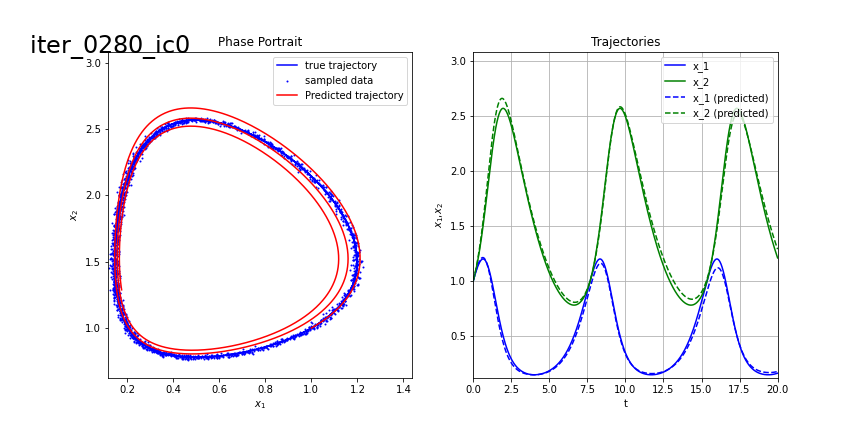 iter_0280_ic0
Phase Portrait
true trajectory
sampled data
Predicted trajectory
x₂
3.0
2.5
2.0
1.5
1.0
0.2 0.4 0.6 0.8 1.0 1.2 1.4
x₁
Trajectories
x_1
x_2
x_1 (predicted)
x_2 (predicted)
x₁,x₂
3.0
2.5
2.0
1.5
1.0
0.5
0.0 2.5 5.0 7.5 10.0 12.5 15.0 17.5 20.0
t